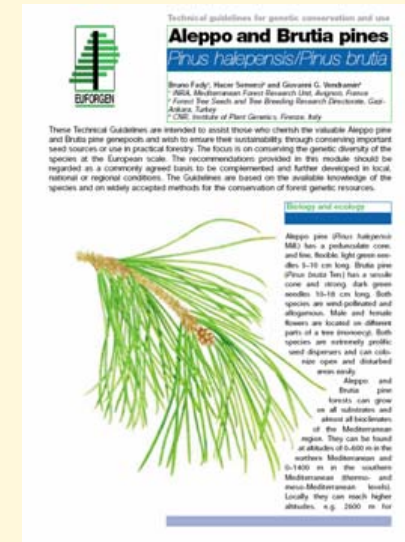 Technical guidelines for genetic conservation and use
Aleppo and Brutia pines
Pinus halepensis/Pinus brutia
EUFORGEN
Bruno Fady¹, Hacer Semerci² and Giovanni G. Vendramin³
¹ INRA, Mediterranean Forest Research Unit, Avignon, France
² Forest Tree Seeds and Tree Breeding Research Directorate, Gazi-
Ankara, Turkey
³ CNR, Institute of Plant Genetics, Firenze, Italy
These Technical Guidelines are intended to assist those who cherish the valuable Aleppo pine
and Brutia pine genepools and wish to ensure their sustainability, through conserving important
seed sources or use in practical forestry. The focus is on conserving the genetic diversity of the
species at the European scale. The recommendations provided in this module should be
regarded as a commonly agreed basis to be complemented and further developed in local,
national or regional conditions. The Guidelines are based on the available knowledge of the
species and on widely accepted methods for the conservation of forest genetic resources.
Biology and ecology
Aleppo pine (Pinus halepensis
Mill.) has a pedunculate cone,
and fine, flexible, light green nee-
dles 5–10 cm long. Brutia pine
(Pinus brutia Ten.) has a sessile
cone and strong, dark green
needles 10–18 cm long. Both
species are wind-pollinated and
allogamous. Male and female
flowers are located on different
parts of a tree (monoecy). Both
species are extremely prolific
seed dispersers and can colo-
nize open and disturbed
areas easily.
Aleppo and
Brutia pine
forests can grow
on all substrates and
almost all bioclimates
of the Mediterranean
region. They can be found
at altitudes of 0–600 m in the
northern Mediterranean and
0–1400 m in the southern
Mediterranean (thermo- and
meso-Mediterranean levels).
Locally they can reach higher
altitudes, e.g. 2600 m for